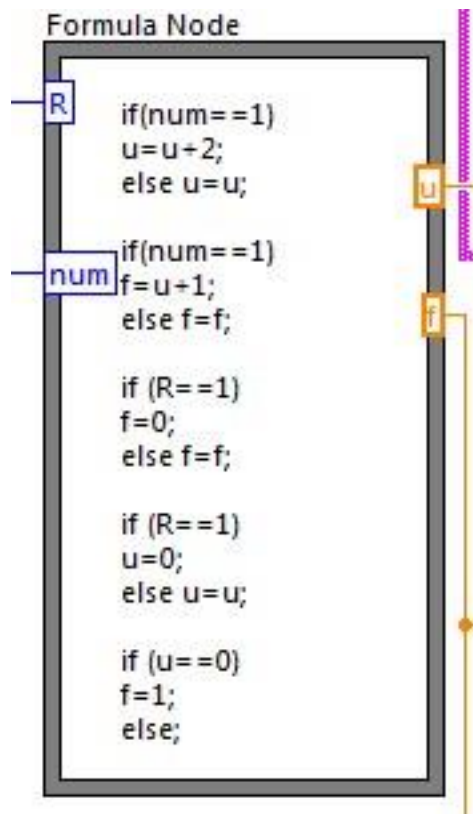 Formula Node
R
if(num==1)
u=u+2;
else u=u;
u
if(num==1)
num
f=u+1;
else f=f;
f
if (R==1)
f=0;
else f=f;
if (R==1)
u=0;
else u=u;
if (u==0)
f=1;
else;